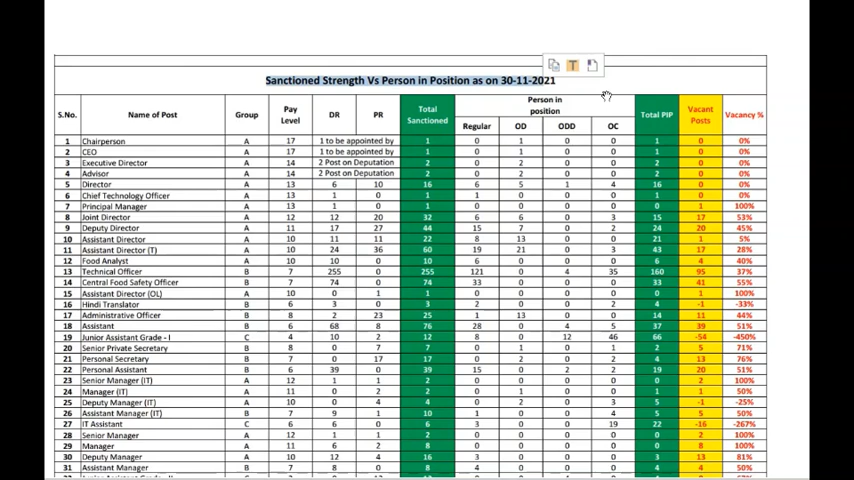 Sanctioned Strength Vs Person in Position as on 30-11-2021
S.No. Name of Post Group Pay Level DR PR Total Sanctioned Person in position Regular OD ODD OC Total PIP Vacant Posts Vacancy %
1 Chairperson A 17 1 to be appointed by 1 0 1 0 0 1 0 0%
2 CEO A 17 1 to be appointed by 1 0 1 0 0 1 0 0%
3 Executive Director A 14 2 Post on Deputation 2 0 2 0 0 2 0 0%
4 Advisor A 14 2 Post on Deputation 2 0 2 0 0 2 0 0%
5 Director A 13 6 10 16 6 5 1 4 16 0 0%
6 Chief Technology Officer A 13 1 0 1 1 0 0 0 1 0 0%
7 Principal Manager A 13 1 0 1 0 0 0 0 0 1 100%
8 Joint Director A 12 12 20 32 6 6 0 3 15 17 53%
9 Deputy Director A 11 17 27 44 15 7 0 2 24 20 45%
10 Assistant Director A 10 11 11 22 8 13 0 0 21 1 5%
11 Assistant Director (T) A 10 24 36 60 19 21 0 3 43 17 28%
12 Food Analyst A 10 10 0 10 6 0 0 0 6 4 40%
13 Technical Officer B 7 255 0 255 121 0 4 35 160 95 37%
14 Central Food Safety Officer B 7 74 0 74 33 0 0 0 33 41 55%
15 Assistant Director (OL) A 10 0 1 1 0 0 0 0 0 1 100%
16 Hindi Translator B 6 3 0 3 2 0 0 2 4 -1 -33%
17 Administrative Officer B 8 2 23 25 1 13 0 0 14 11 44%
18 Assistant B 6 68 8 76 28 0 4 5 37 39 51%
19 Junior Assistant Grade - I C 4 10 2 12 8 0 12 46 66 -54 -450%
20 Senior Private Secretary B 8 0 7 7 0 1 0 1 2 5 71%
21 Personal Secretary B 7 0 17 17 0 2 0 2 4 13 76%
22 Personal Assistant B 6 39 0 39 15 0 2 2 19 20 51%
23 Senior Manager (IT) A 12 1 1 2 0 0 0 0 0 2 100%
24 Manager (IT) A 11 0 2 2 0 1 0 0 1 1 50%
25 Deputy Manager (IT) A 10 0 4 4 0 2 0 3 5 -1 -25%
26 Assistant Manager (IT) B 7 9 1 10 1 0 0 4 5 5 50%
27 IT Assistant C 6 6 0 6 3 0 0 19 22 -16 -267%
28 Senior Manager A 12 1 1 2 0 0 0 0 0 2 100%
29 Manager A 11 6 2 8 0 0 0 0 0 8 100%
30 Deputy Manager A 10 12 4 16 3 0 0 0 3 13 81%
31 Assistant Manager B 7 8 0 8 4 0 0 0 4 4 50%